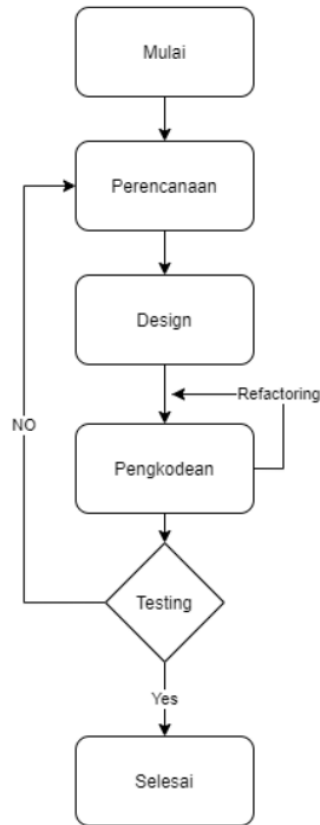 Mulai
Perencanaan
Design
Refactoring
NO
Pengkodean
Testing
Yes
Selesai